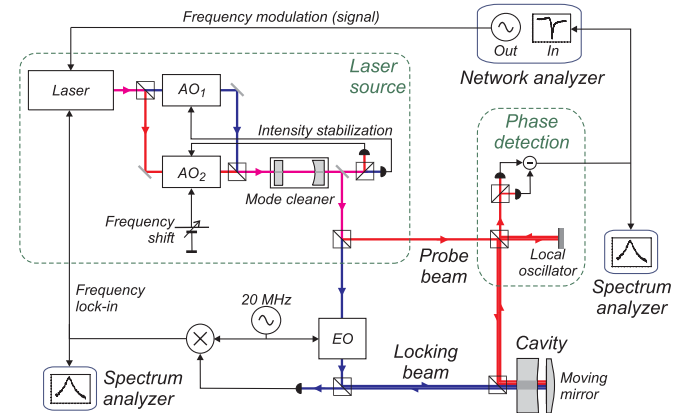 Frequency modulation (signal)
Out
In
Network analyzer
Laser
source
Laser
AO1
Intensity stabilization
AO2
Mode cleaner
Frequency
shift
Phase
detection
Local
oscillator
Probe
beam
Spectrum
analyzer
Frequency
lock-in
20 MHz
EO
Locking
beam
Cavity
Moving
mirror
Spectrum
analyzer